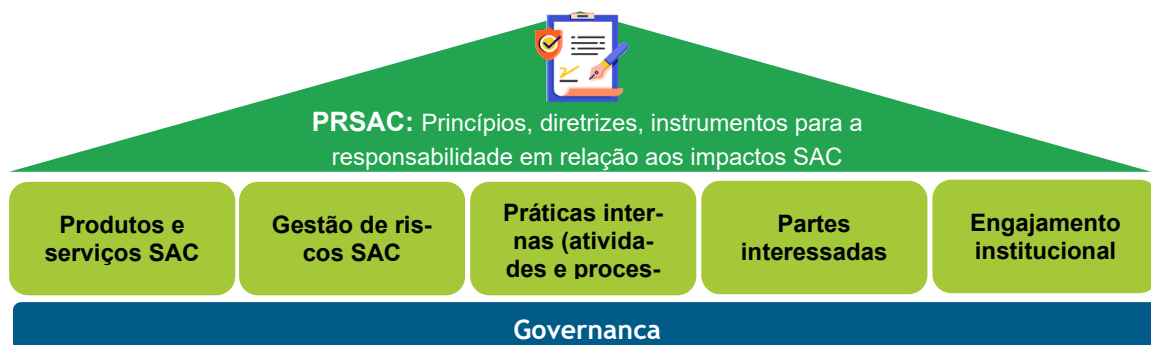 PRSAC: Princípios, diretrizes, instrumentos para a
responsabilidade em relação aos impactos SAC
Produtos e
serviços SAC
Gestão de ris-
cos SAC
Práticas inter-
nas (ativida-
des e proces-
Partes
interessadas
Engajamento
institucional
Governanca